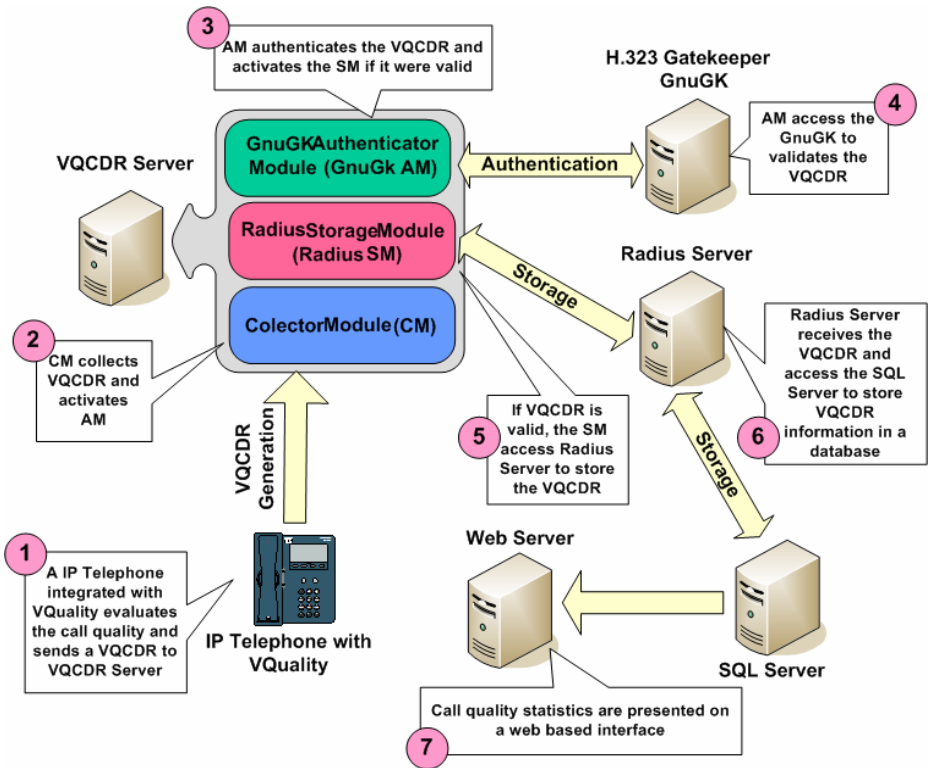 3
AM authenticates the VQCDR and
activates the SM if it were valid
H.323 Gatekeeper
GnuGK
4
AM access the
GnuGK to
validates the
VQCDR
VQCDR Server
GnuGKAuthenticator
Module (GnuGk AM)
Authentication
RadiusStorageModule
(Radius SM)
Storage
Radius Server
ColectorModule (CM)
2
CM collects
VQCDR and
activates
AM
Radius Server
receives the
VQCDR and
access the SQL
Server to store
VQCDR
information in a
database
6
5
If VQCDR is
valid, the SM
access Radius
Server to store
the VQCDR
VQCDR
Generation
Storage
1
A IP Telephone
integrated with
VQuality evaluates
the call quality and
sends a VQCDR to
VQCDR Server
IP Telephone with
VQuality
Web Server
SQL Server
Call quality statistics are presented on
a web based interface
7